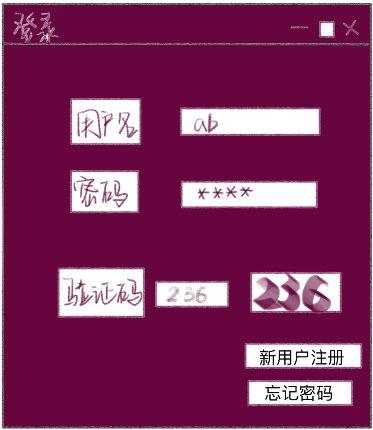 登录
用户名 ab
密码 ****
验证码 236 236
新用户注册
忘记密码